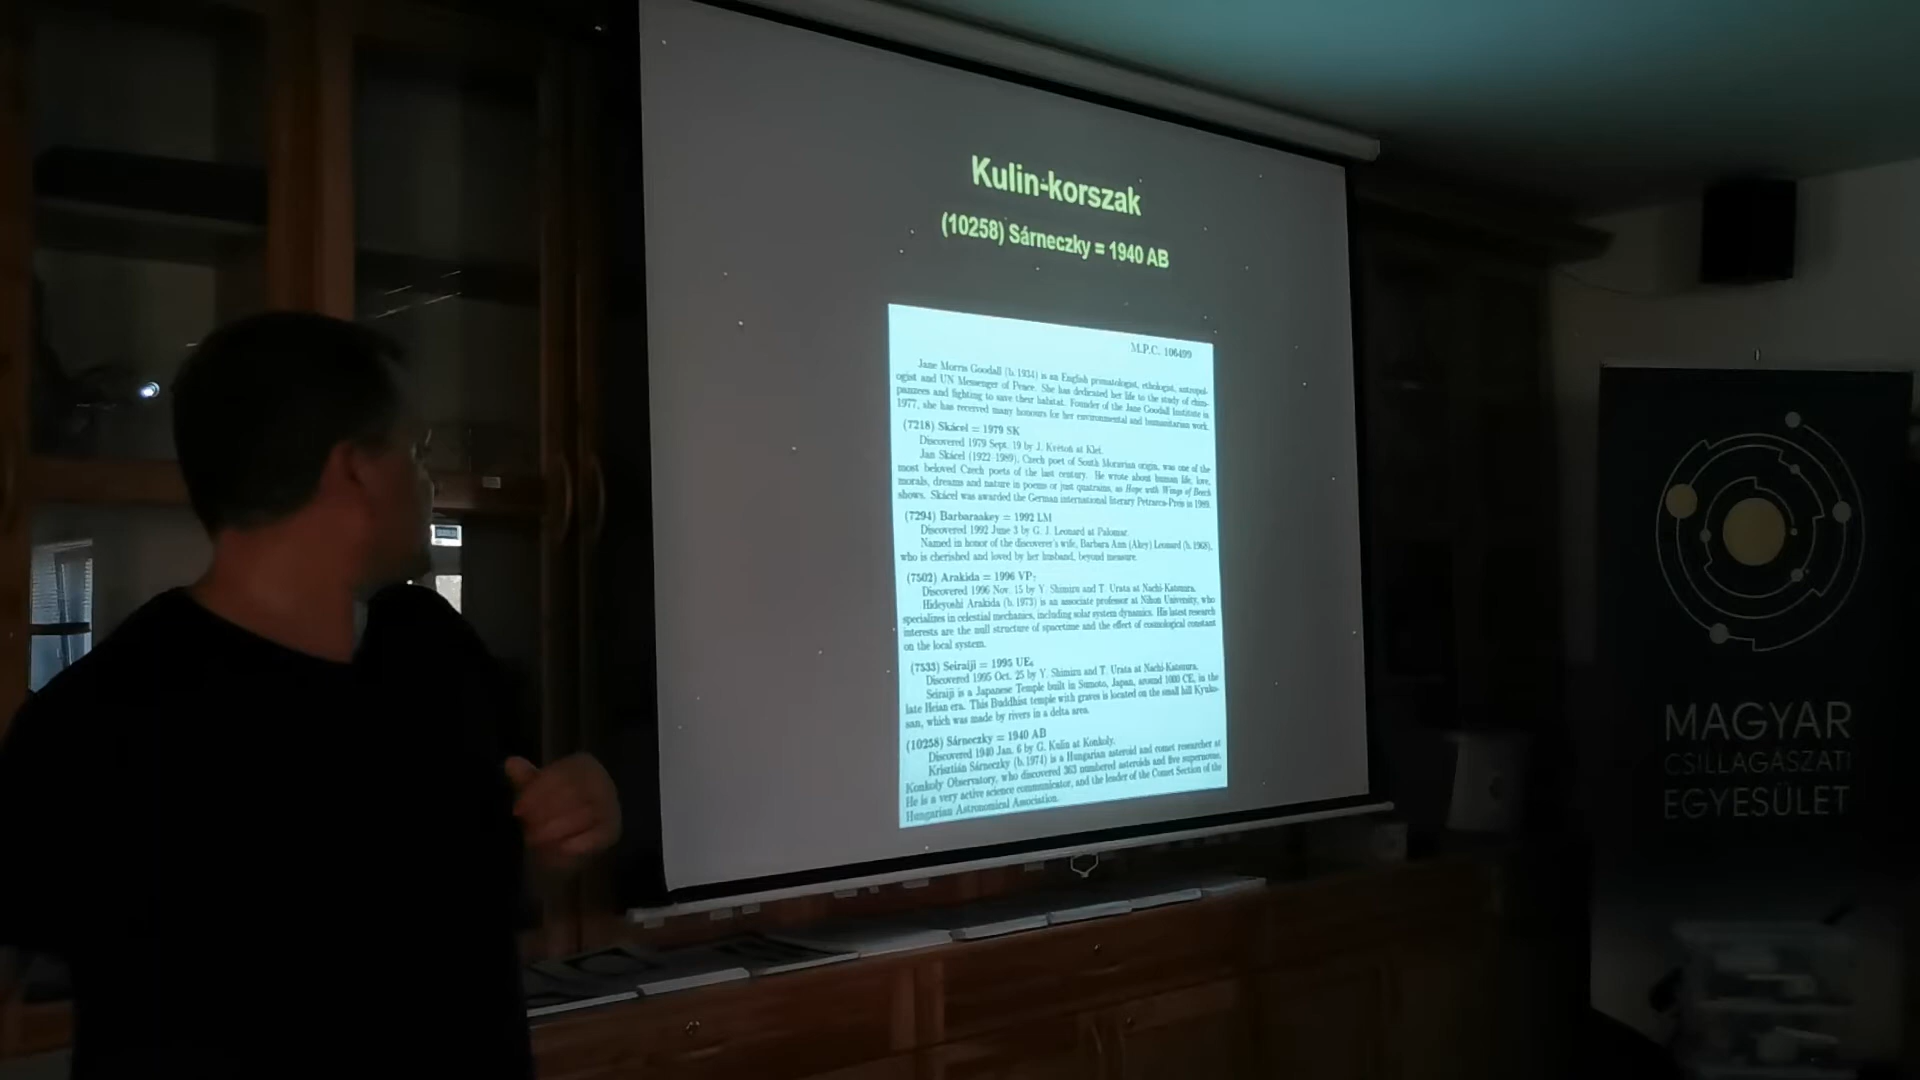 Kulin-korszak
(10258) Sárneczky = 1940 AB
M.P.C. 106499
Jane Morris Goodall (b. 1934) is an English primatologist, ethologist, antropol-
ogist and UN Messenger of Peace. She has dedicated her life to the study of chim-
panzees and fighting to save their habitat. Founder of the Jane Goodall Institute in
1977, she has received many honours for her environmental and humanitarian work.
(7218) Skácel = 1979 SK
Discovered 1979 Sept. 19 by J. Květoň at Kleť.
Jan Skácel (1922–1989), Czech poet of South Moravian origin, was one of the
most beloved Czech poets of the last century. He wrote about human life, love,
morals, dreams and nature in poems or just quatrains, as Hope with Wings of Beech
shows. Skácel was awarded the German international literary Petrarca-Preis in 1989.
(7294) Barbaraakey = 1992 LM
Discovered 1992 June 3 by G. J. Leonard at Palomar.
Named in honor of the discoverer's wife, Barbara Ann (Akey) Leonard (b. 1968),
who is cherished and loved by her husband, beyond measure.
(7502) Arakida = 1996 VP₇
Discovered 1996 Nov. 15 by Y. Shimizu and T. Urata at Nachi-Katsuura.
Hideyoshi Arakida (b. 1973) is an associate professor at Nihon University, who
specializes in celestial mechanics, including solar system dynamics. His latest research
interests are the null structure of spacetime and the effect of cosmological constant
on the local system.
(7533) Seiraiji = 1995 UE₄
Discovered 1995 Oct. 25 by Y. Shimizu and T. Urata at Nachi-Katsuura.
Seiraiji is a Japanese Temple built in Sumoto, Japan, around 1000 CE, in the
late Heian era. This Buddhist temple with graves is located on the small hill Kyuko-
san, which was made by rivers in a delta area.
(10258) Sárneczky = 1940 AB
Discovered 1940 Jan. 6 by G. Kulin at Konkoly.
Krisztián Sárneczky (b. 1974) is a Hungarian asteroid and comet researcher at
Konkoly Observatory, who discovered 363 numbered asteroids and five supernovae.
He is a very active science communicator, and the leader of the Comet Section of the
Hungarian Astronomical Association.
MAGYAR
CSILLAGÁSZATI
EGYESÜLET